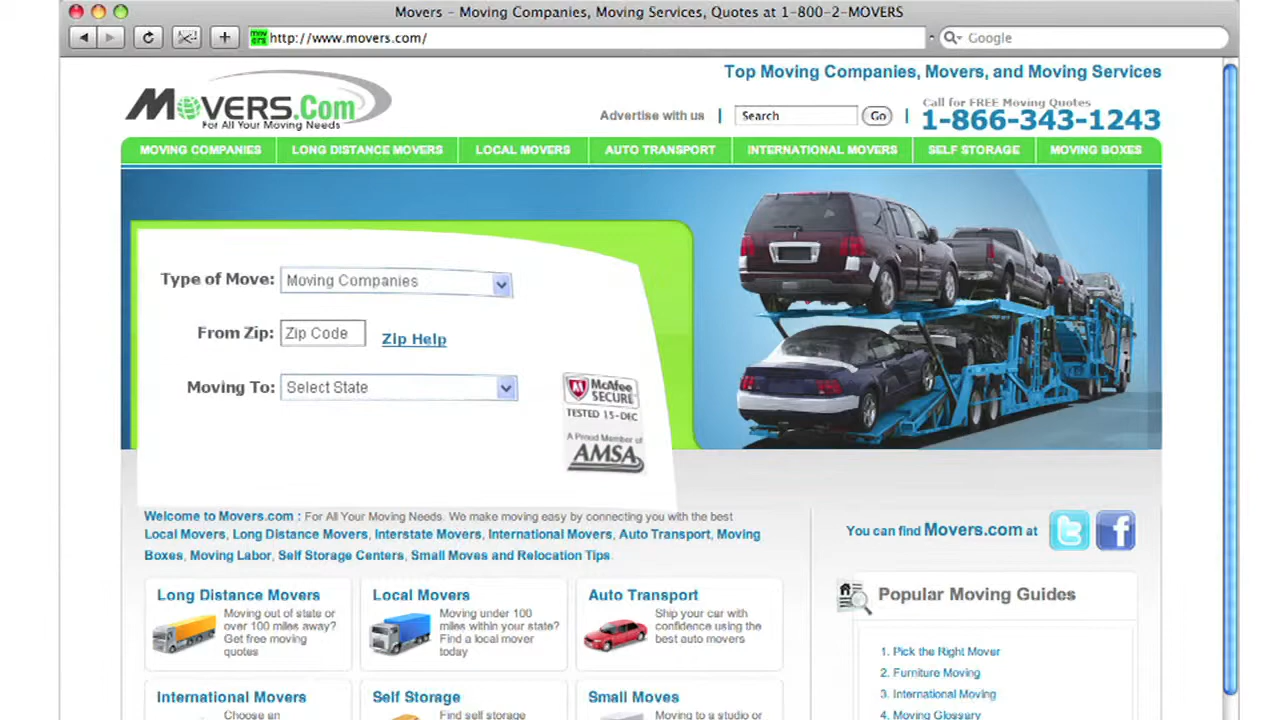 Movers - Moving Companies, Moving Services, Quotes at 1-800-2-MOVERS
http://www.movers.com/
Google
Top Moving Companies, Movers, and Moving Services
MOVERS.Com
For All Your Moving Needs
Advertise with us
Search
Go
Call for FREE Moving Quotes
1-866-343-1243
MOVING COMPANIES
LONG DISTANCE MOVERS
LOCAL MOVERS
AUTO TRANSPORT
INTERNATIONAL MOVERS
SELF STORAGE
MOVING BOXES
Type of Move: Moving Companies
From Zip: Zip Code
Zip Help
Moving To: Select State
McAfee
SECURE
TESTED 15-DEC
A Proud Member of
AMSA
Welcome to Movers.com : For All Your Moving Needs. We make moving easy by connecting you with the best
Local Movers, Long Distance Movers, Interstate Movers, International Movers, Auto Transport, Moving
Boxes, Moving Labor, Self Storage Centers, Small Moves and Relocation Tips.
You can find Movers.com at
Long Distance Movers
Moving out of state or
over 100 miles away?
Get free moving
quotes
Local Movers
Moving under 100
miles within your state?
Find a local mover
today
Auto Transport
Ship your car with
confidence using the
best auto movers
Popular Moving Guides
1. Pick the Right Mover
2. Furniture Moving
3. International Moving
4. Moving Glossary
International Movers
Choose an
Self Storage
Find self storage
Small Moves
Moving to a studio or